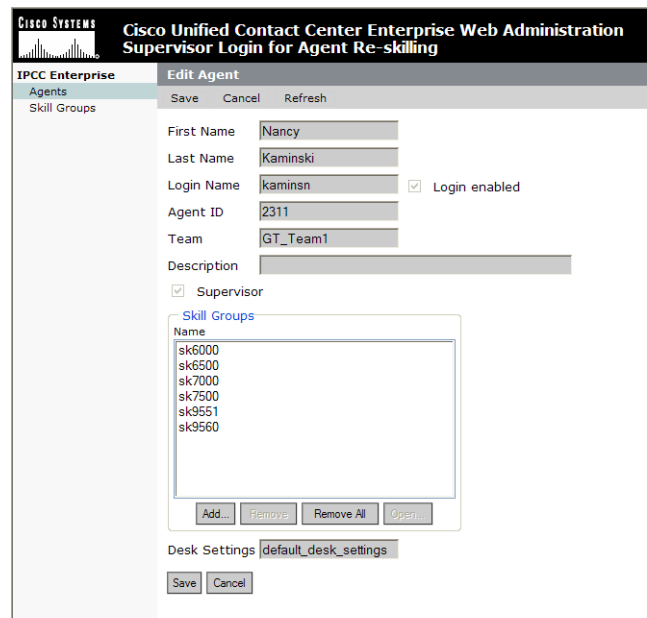 CISCO SYSTEMS
Cisco Unified Contact Center Enterprise Web Administration
Supervisor Login for Agent Re-skilling
IPCC Enterprise
Agents
Skill Groups
Edit Agent
Save Cancel Refresh
First Name Nancy
Last Name Kaminski
Login Name kaminsn Login enabled
Agent ID 2311
Team GT_Team1
Description
Supervisor
Skill Groups
Name
sk6000
sk6500
sk7000
sk7500
sk9551
sk9560
Add... Remove Remove All Open...
Desk Settings default_desk_settings
Save Cancel